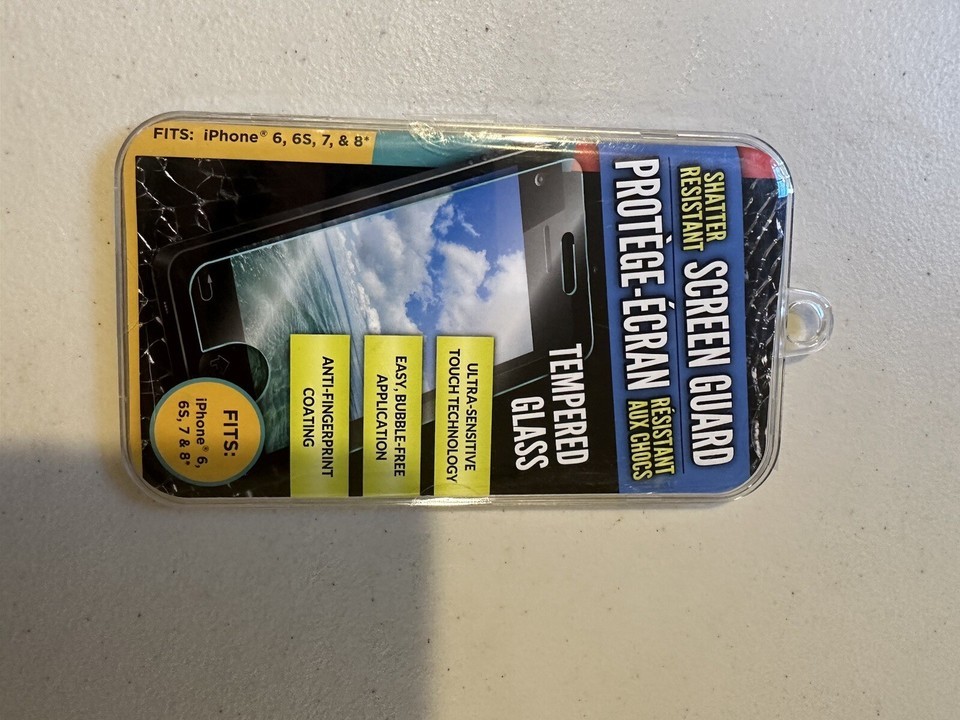 SHATTER
RESISTANT
SCREEN GUARD
PROTÈGE-ÉCRAN
RÉSISTANT
AUX CHOCS
TEMPERED
GLASS
ULTRA-SENSITIVE
TOUCH TECHNOLOGY
EASY, BUBBLE-FREE
APPLICATION
ANTI-FINGERPRINT
COATING
FITS:
iPhone® 6,
6S, 7 & 8*
FITS: iPhone® 6, 6S, 7, & 8*